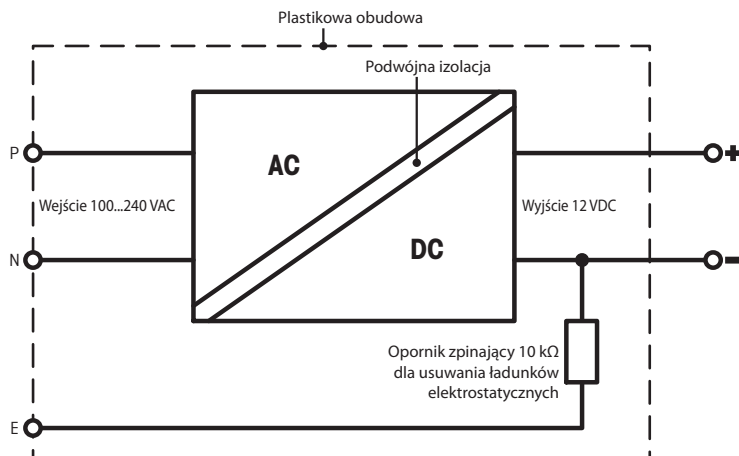 Plastikowa obudowa
Podwójna izolacja
P
AC
+
Wejście 100...240 VAC
Wyjście 12 VDC
N
DC
–
Opornik zpinający 10 kΩ
dla usuwania ładunków
elektrostatycznych
E